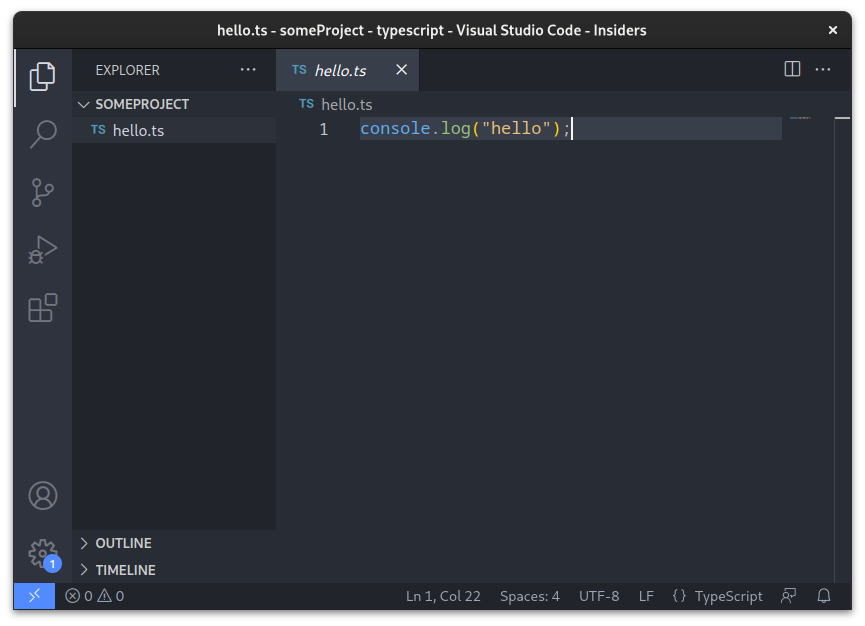 hello.ts - someProject - typescript - Visual Studio Code - Insiders
EXPLORER
TS hello.ts
SOMEPROJECT
TS hello.ts
TS hello.ts
1 console.log("hello");
OUTLINE
TIMELINE
1
0 0 Ln 1, Col 22 Spaces: 4 UTF-8 LF {} TypeScript